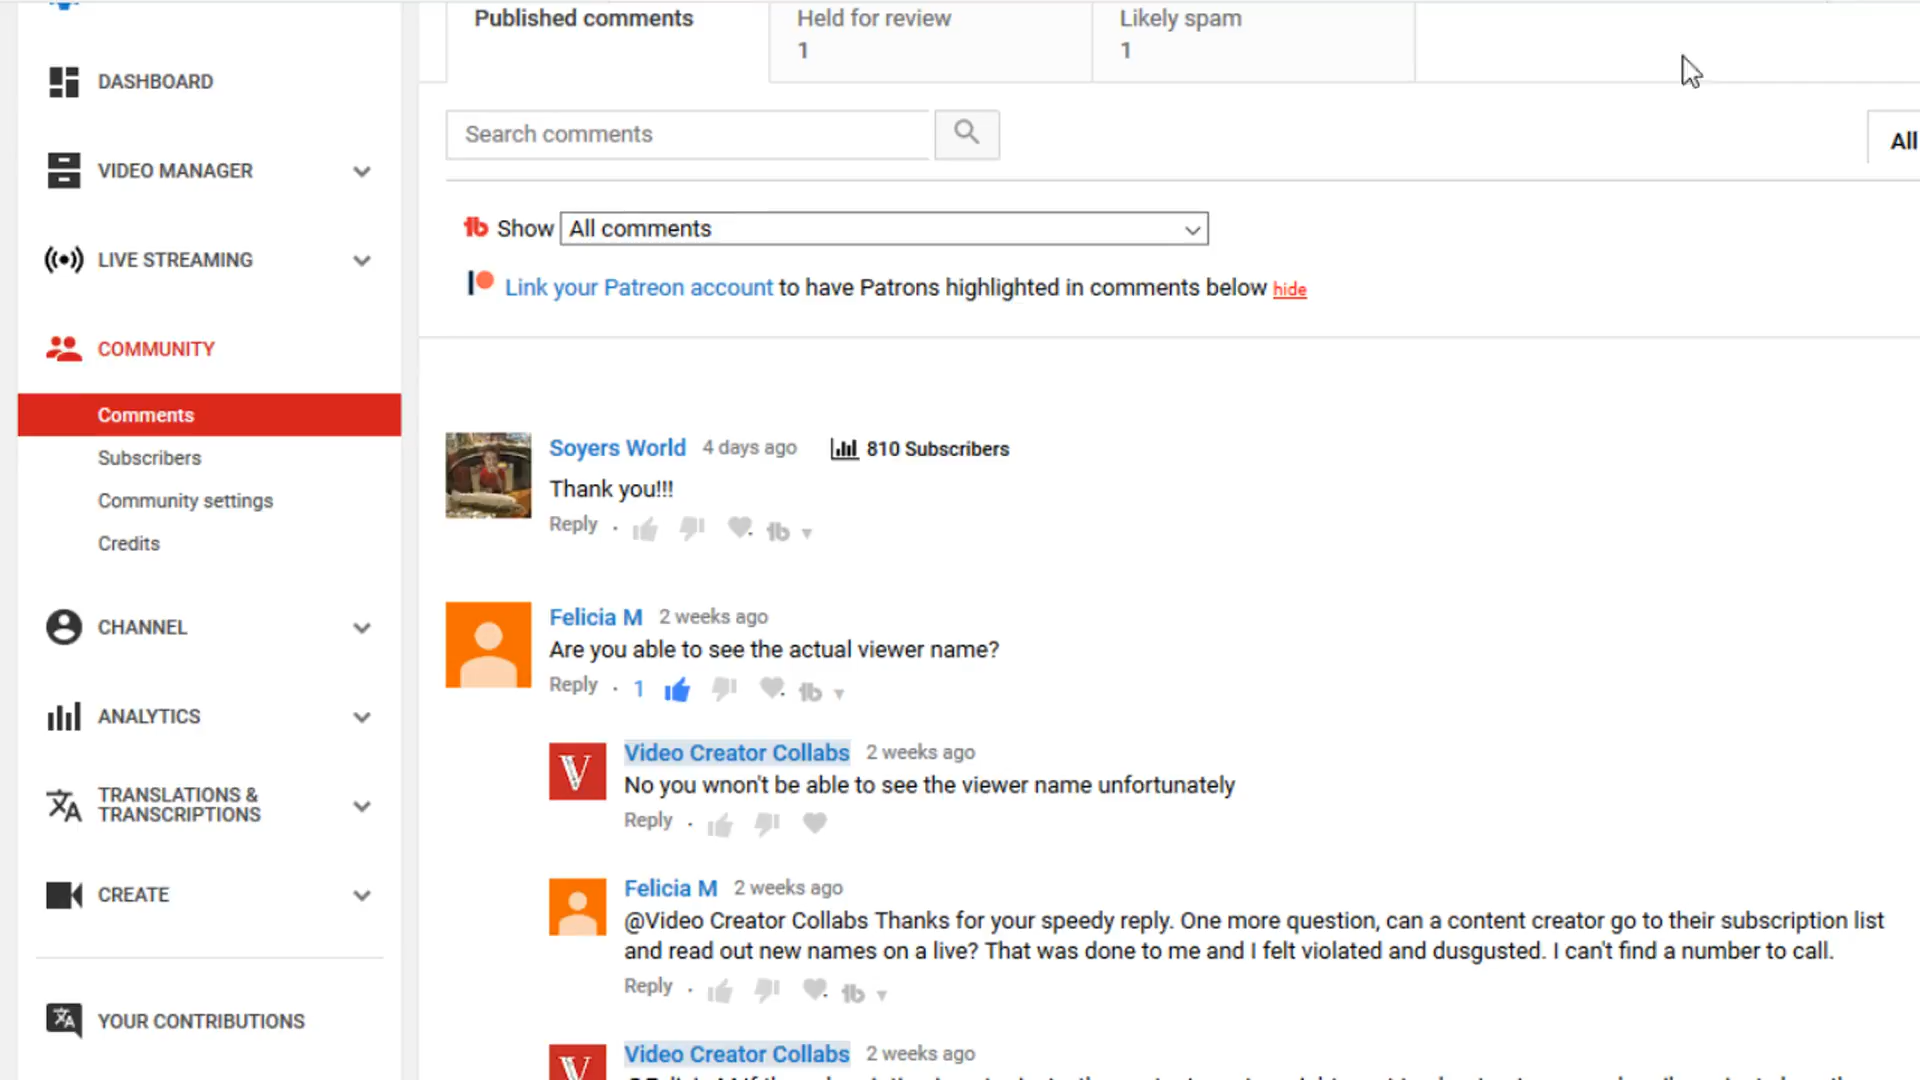 Published comments
Held for review
1
Likely spam
1
DASHBOARD
VIDEO MANAGER
LIVE STREAMING
COMMUNITY
Comments
Subscribers
Community settings
Credits
CHANNEL
ANALYTICS
TRANSLATIONS &
TRANSCRIPTIONS
CREATE
YOUR CONTRIBUTIONS
Search comments
All
Show All comments
Link your Patreon account to have Patrons highlighted in comments below hide
Soyers World 4 days ago 810 Subscribers
Thank you!!!
Reply
Felicia M 2 weeks ago
Are you able to see the actual viewer name?
Reply · 1
V
Video Creator Collabs 2 weeks ago
No you wnon't be able to see the viewer name unfortunately
Reply
Felicia M 2 weeks ago
@Video Creator Collabs Thanks for your speedy reply. One more question, can a content creator go to their subscription list
and read out new names on a live? That was done to me and I felt violated and dusgusted. I can't find a number to call.
Reply
Video Creator Collabs 2 weeks ago